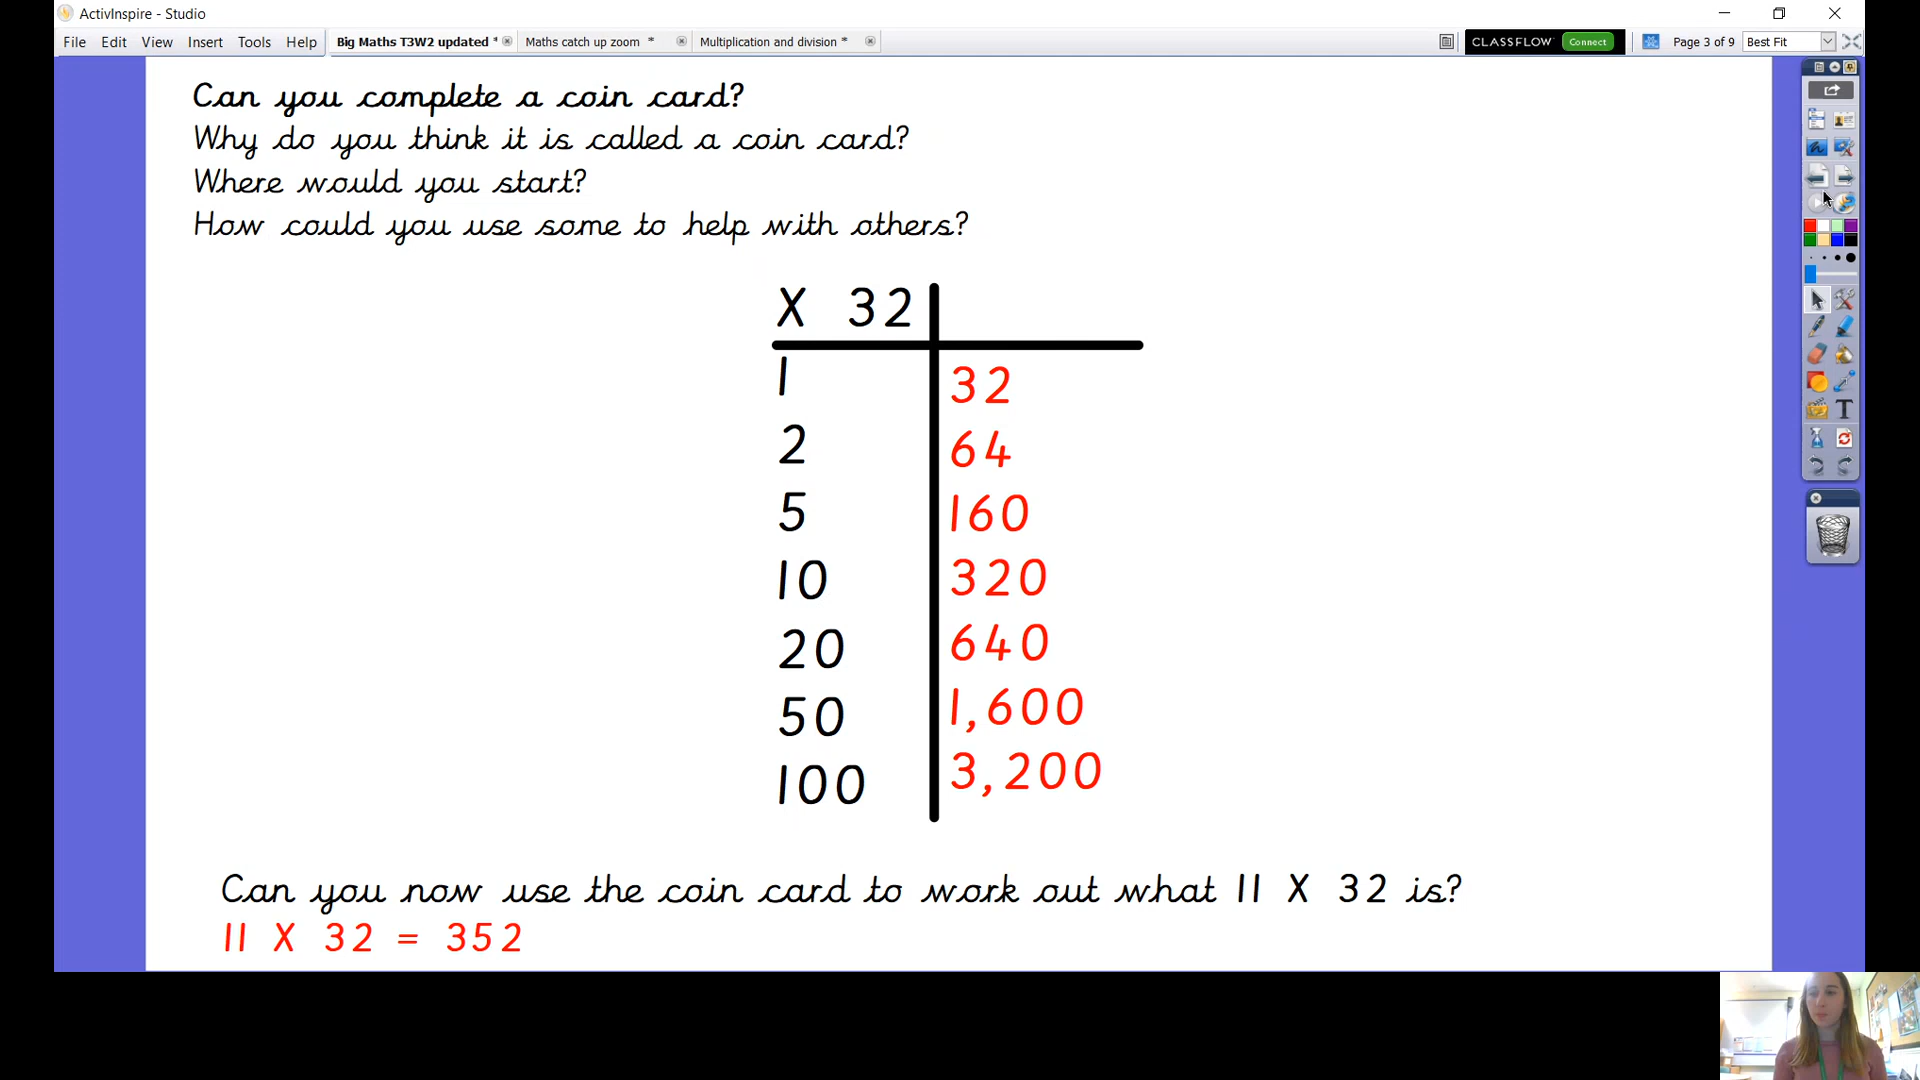 ActivInspire - Studio
File Edit View Insert Tools Help Big Maths T3W2 updated * Maths catch up zoom * Multiplication and division * CLASSFLOW Connect Page 3 of 9 Best Fit
Can you complete a coin card?
Why do you think it is called a coin card?
Where would you start?
How could you use some to help with others?
X 32
1 32
2 64
5 160
10 320
20 640
50 1,600
100 3,200
Can you now use the coin card to work out what 11 X 32 is?
11 X 32 = 352